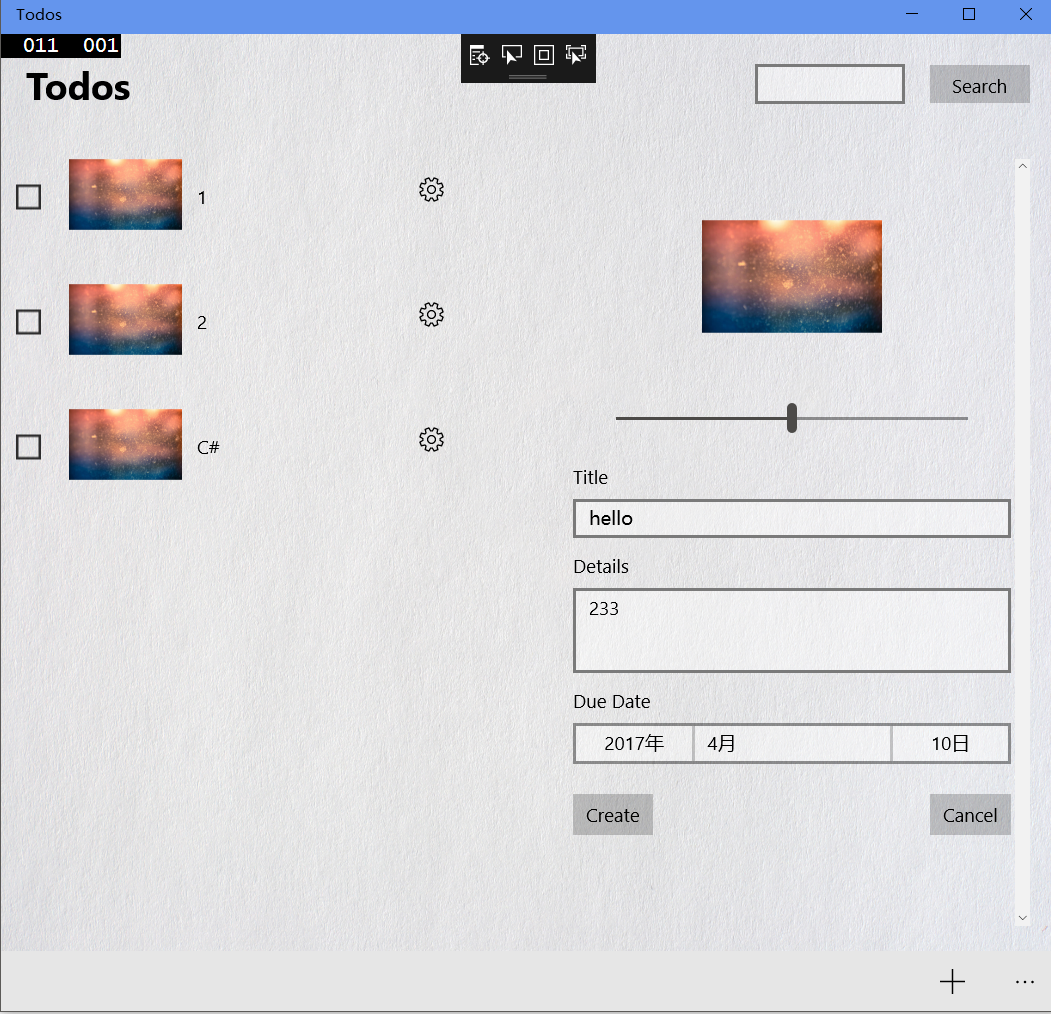 Todos
011 001
Todos
Search
1
2
C#
Title
hello
Details
233
Due Date
2017年 4月 10日
Create Cancel